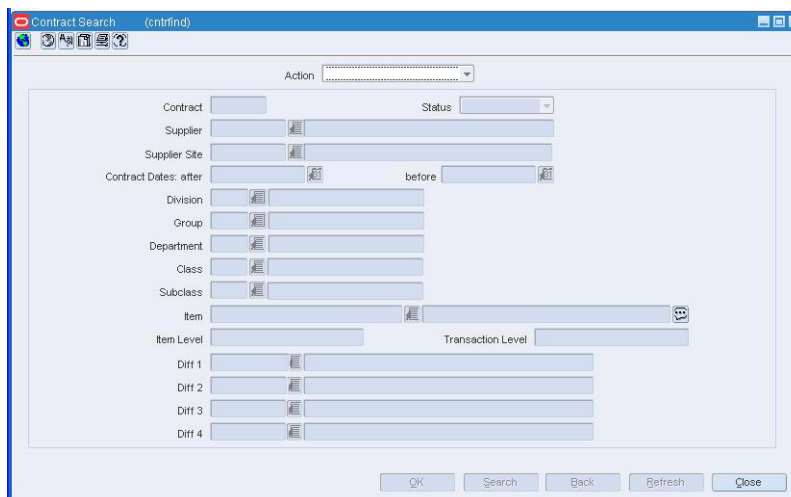 Contract Search (cntrfind)
Action
Contract Status
Supplier
Supplier Site
Contract Dates: after before
Division
Group
Department
Class
Subclass
Item
Item Level Transaction Level
Diff 1
Diff 2
Diff 3
Diff 4
OK Search Back Refresh Close